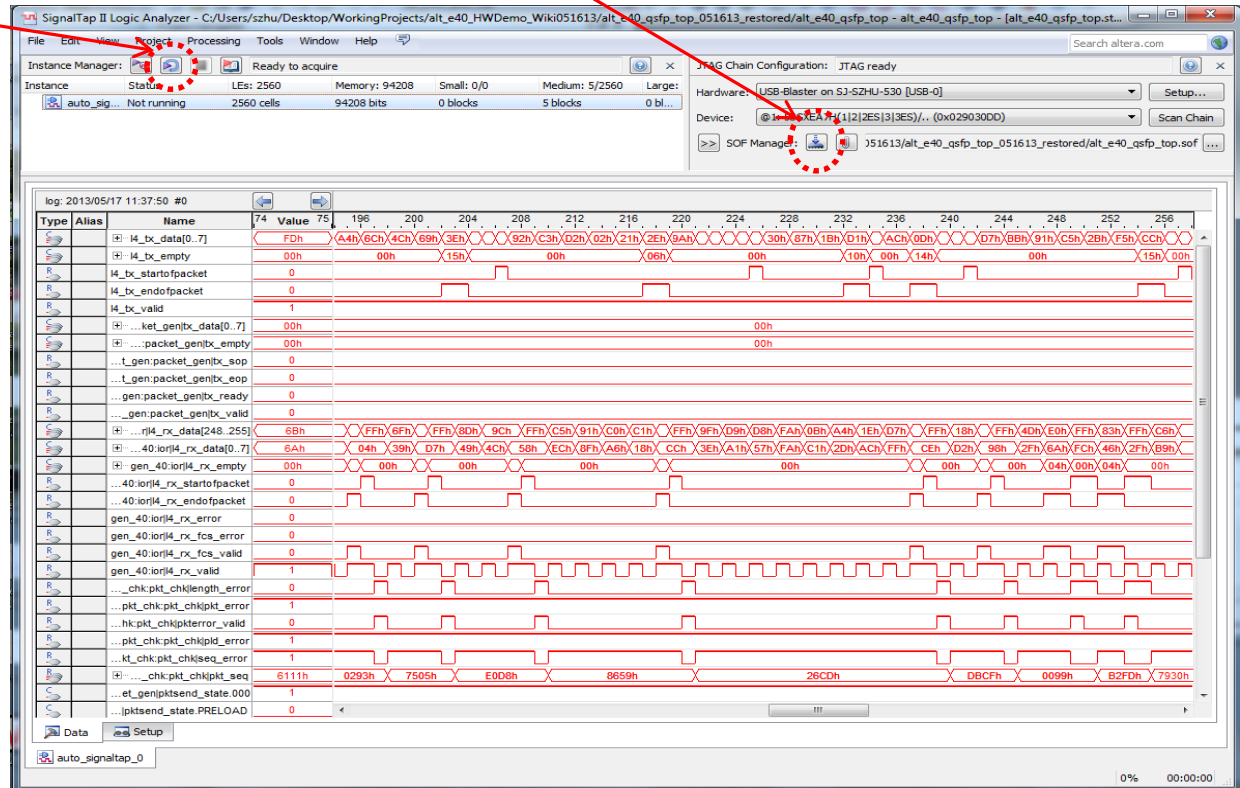 SignalTap II Logic Analyzer - C:/Users/szhu/Desktop/WorkingProjects/alt_e40_HWDemo_Wiki051613/alt_e40_qsfp_top_051613_restored/alt_e40_qsfp_top - alt_e40_qsfp_top - [alt_e40_qsfp_top.st...
File Edit View Project Processing Tools Window Help
Search altera.com
Instance Manager: Ready to acquire
JTAG Chain Configuration: JTAG ready
Instance Status LEs: 2560 Memory: 94208 Small: 0/0 Medium: 5/2560 Large:
auto_sig... Not running 2560 cells 94208 bits 0 blocks 5 blocks 0 bl...
Hardware: USB-Blaster on SJ-SZHU-530 [USB-0] Setup...
Device: (1|2|2ES|3|3ES)/.. (0x029030DD) Scan Chain
>> SOF Manager: 051613/alt_e40_qsfp_top_051613_restored/alt_e40_qsfp_top.sof ...
log: 2013/05/17 11:37:50 #0
Type Alias Name 74 Value 75 196 200 204 208 212 216 220 224 228 232 236 240 244 248 252 256
l4_tx_data[0..7] FDh A4h 6Ch 4Ch 69h 3Eh 92h C3h D2h 02h 21h 2Eh 9Ah 30h 87h 1Bh D1h ACh 0Dh D7h BBh 91h C5h 2Bh F5h CCh
l4_tx_empty 00h 00h 15h 00h 06h 00h 10h 00h 14h 00h 15h 00h
l4_tx_startofpacket 0
l4_tx_endofpacket 0
l4_tx_valid 1
...ket_gen|tx_data[0..7] 00h 00h
...:packet_gen|tx_empty 00h 00h
...t_gen:packet_gen|tx_sop 0
...t_gen:packet_gen|tx_eop 0
...gen:packet_gen|tx_ready 0
..._gen:packet_gen|tx_valid 0
...r|l4_rx_data[248..255] 6Bh FFh 6Fh FFh 8Dh 9Ch FFh C5h 91h C0h C1h FFh 9Fh D9h D8h FAh 0Bh A4h 1Eh D7h FFh 18h FFh 4Dh E0h FFh 83h FFh C6h
...40:ior|l4_rx_data[0..7] 6Ah 04h 39h D7h 49h 4Ch 58h ECh 8Fh A6h 18h CCh 3Eh A1h 57h FAh C1h 2Dh ACh FFh CEh D2h 98h 2Fh 6Ah FCh 46h 2Fh B9h
gen_40:ior|l4_rx_empty 00h 00h 00h 00h 00h 00h 00h 04h 00h 04h 00h
...40:ior|l4_rx_startofpacket 0
...40:ior|l4_rx_endofpacket 0
gen_40:ior|l4_rx_error 0
gen_40:ior|l4_rx_fcs_error 0
gen_40:ior|l4_rx_fcs_valid 0
gen_40:ior|l4_rx_valid 1
..._chk:pkt_chk|length_error 0
...pkt_chk:pkt_chk|pkt_error 1
...hk:pkt_chk|pkterror_valid 0
...pkt_chk:pkt_chk|pld_error 1
...kt_chk:pkt_chk|seq_error 1
..._chk:pkt_chk|pkt_seq 6111h 0293h 7505h E0D8h 8659h 26CDh DBCFh 0099h B2FDh 7930h
...et_gen|pktsend_state.000 1
...|pktsend_state.PRELOAD 0
Data Setup
auto_signaltap_0
0% 00:00:00